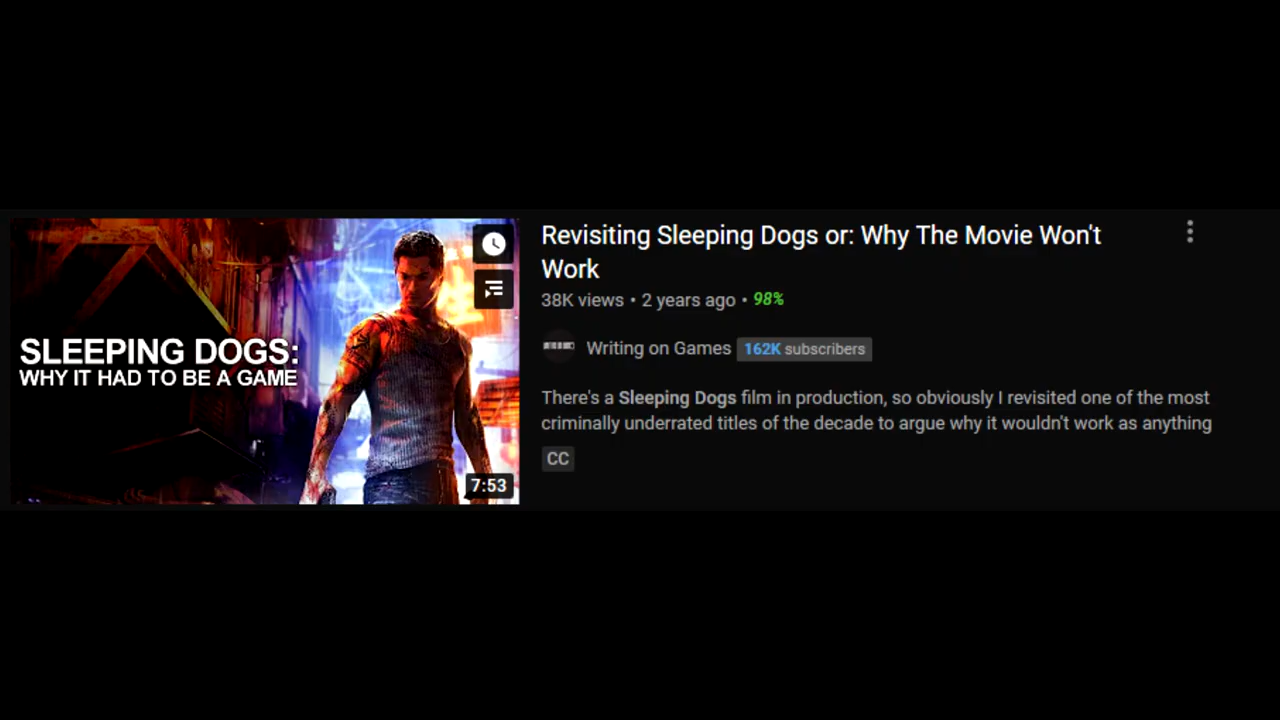 SLEEPING DOGS:
WHY IT HAD TO BE A GAME
7:53
Revisiting Sleeping Dogs or: Why The Movie Won't
Work
38K views • 2 years ago • 98%
Writing on Games 162K subscribers
There's a Sleeping Dogs film in production, so obviously I revisited one of the most
criminally underrated titles of the decade to argue why it wouldn't work as anything
CC